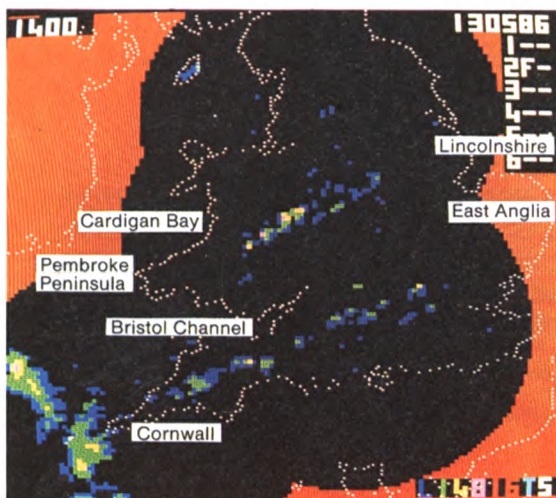 1400
130586
1--
2F-
3--
4--
6--
Lincolnshire
East Anglia
Cardigan Bay
Pembroke
Peninsula
Bristol Channel
Cornwall